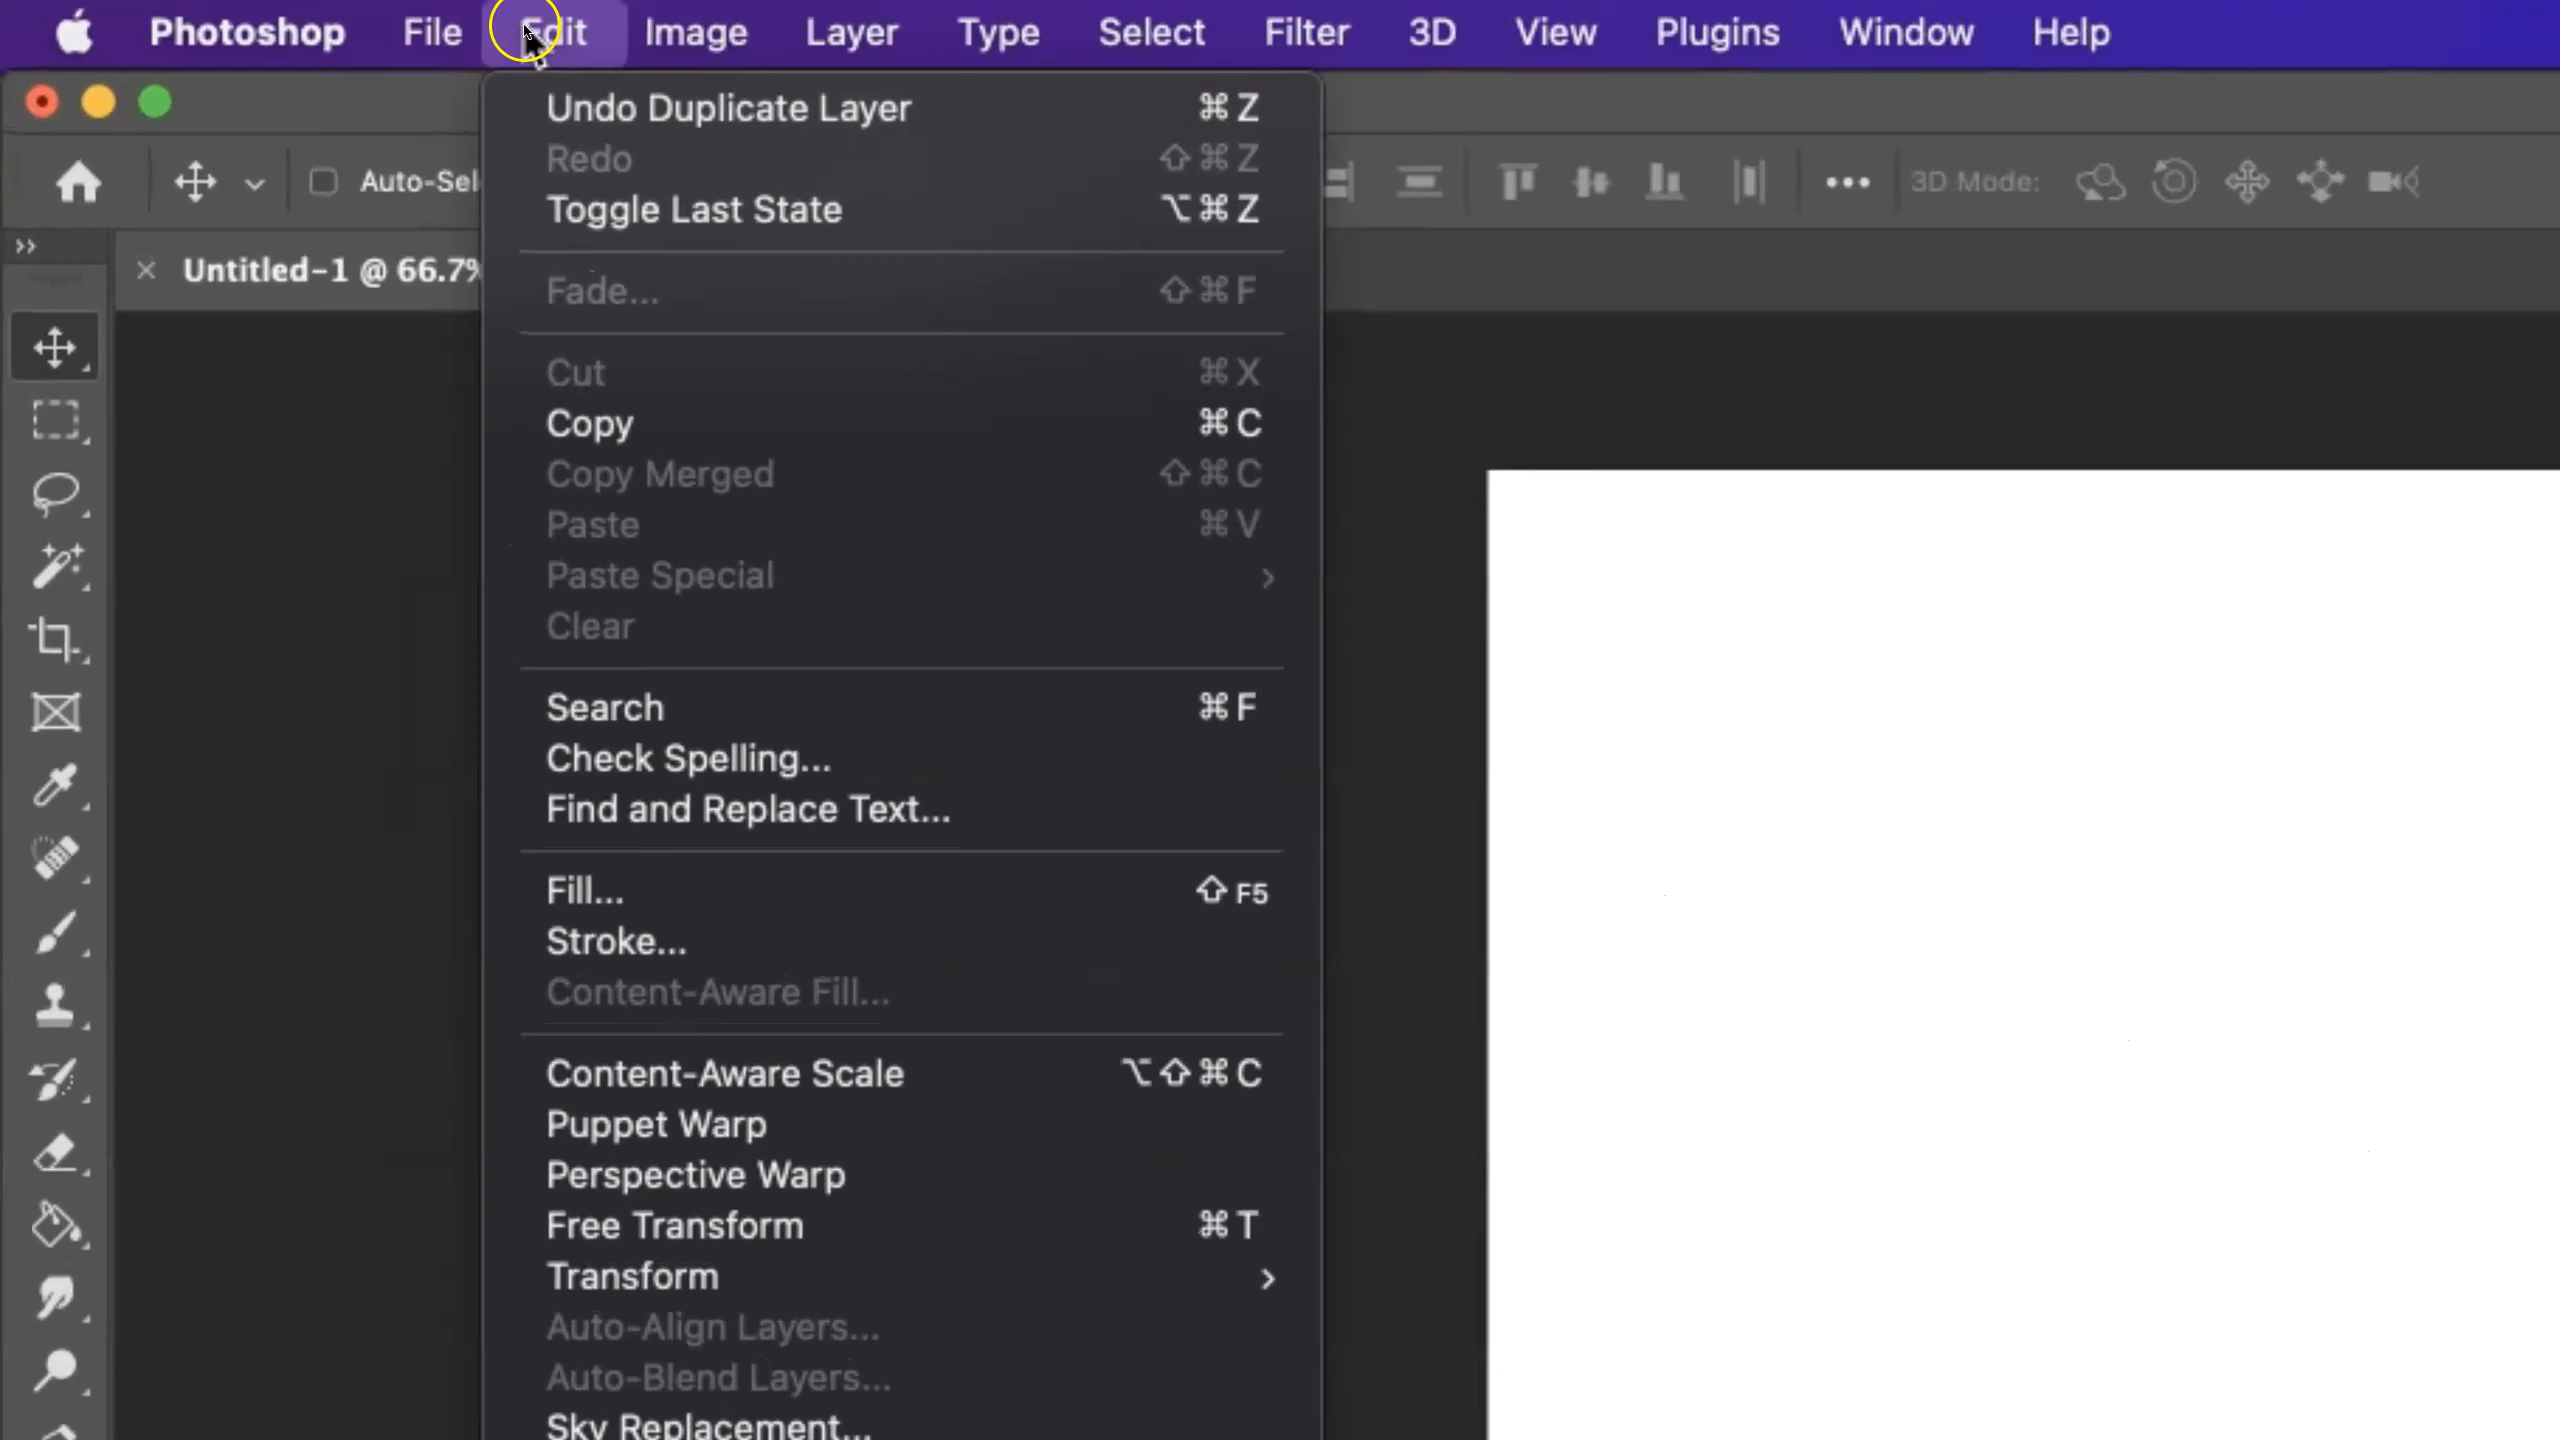 Photoshop File Edit Image Layer Type Select Filter 3D View Plugins Window Help
Undo Duplicate Layer ⌘Z
Redo ⇧⌘Z
Auto-Sel 3D Mode:
Toggle Last State ⌥⌘Z
Untitled-1 @ 66.7%
Fade... ⇧⌘F
Cut ⌘X
Copy ⌘C
Copy Merged ⇧⌘C
Paste ⌘V
Paste Special
Clear
Search ⌘F
Check Spelling...
Find and Replace Text...
Fill... ⇧F5
Stroke...
Content-Aware Fill...
Content-Aware Scale ⌥⇧⌘C
Puppet Warp
Perspective Warp
Free Transform ⌘T
Transform
Auto-Align Layers...
Auto-Blend Layers...
Sky Replacement...